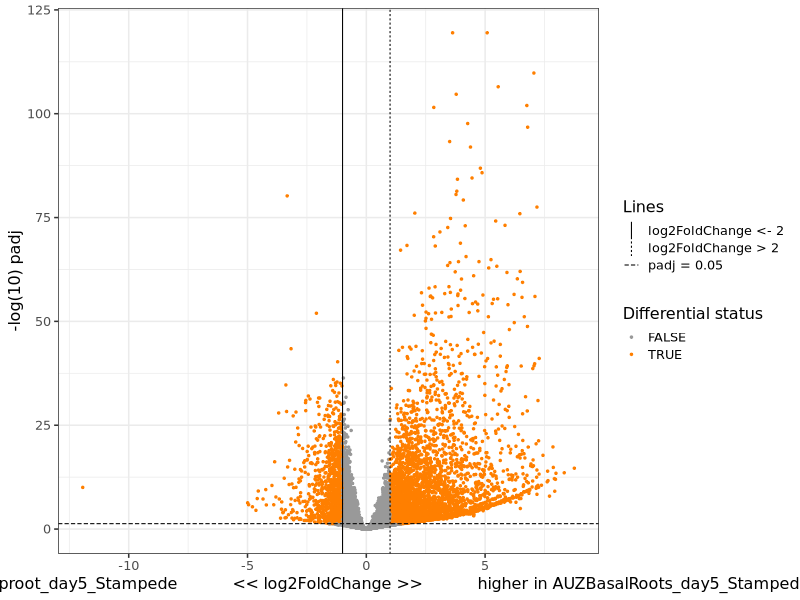 125
100
75
50
25
0
-log(10) padj
-10
-5
0
5
proot_day5_Stampede << log2FoldChange >> higher in AUZBasalRoots_day5_Stamped
Lines
log2FoldChange <- 2
log2FoldChange > 2
padj = 0.05
Differential status
FALSE
TRUE